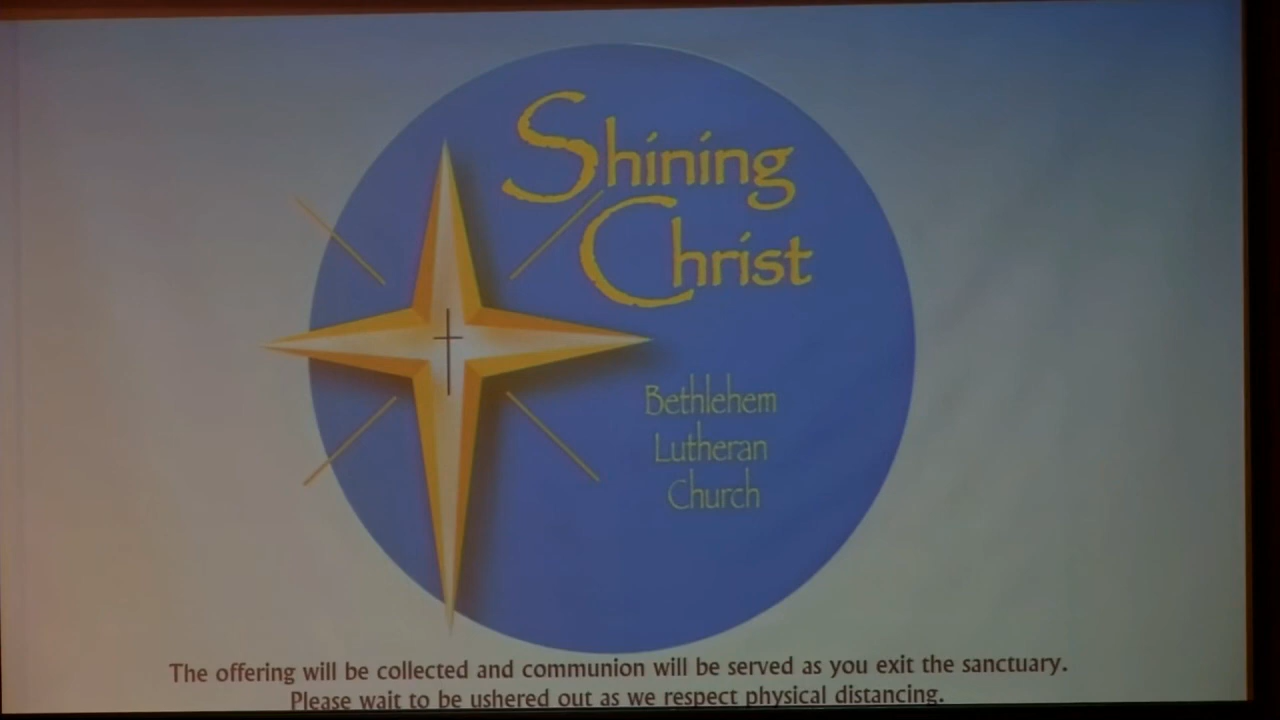 Shining
Christ
Bethlehem
Lutheran
Church
The offering will be collected and communion will be served as you exit the sanctuary.
Please wait to be ushered out as we respect physical distancing.